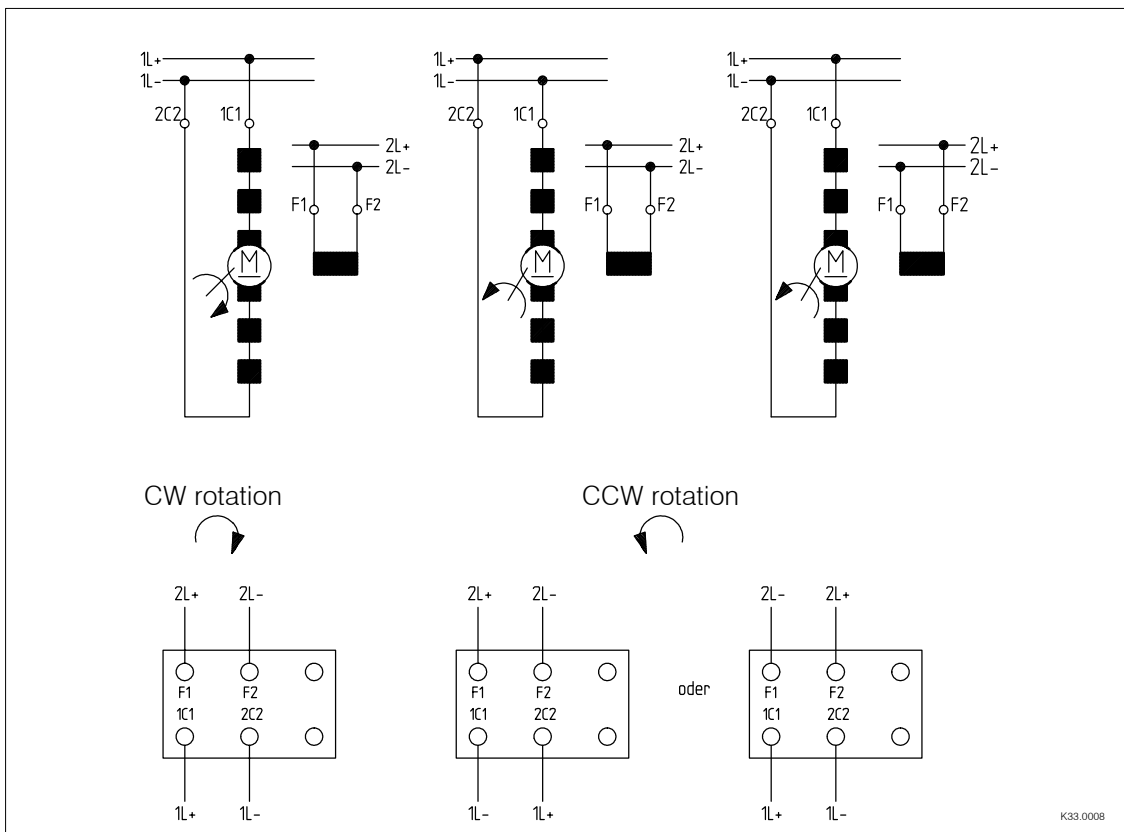 1L+ 1L+ 1L+
1L- 1L- 1L-
2C2 1C1 2C2 1C1 2C2 1C1
2L+ 2L+ 2L+
2L- 2L- 2L-
F1 F2 F1 F2 F1 F2
M M M
CW rotation CCW rotation
2L+ 2L- 2L+ 2L- 2L- 2L+
F1 F2 F1 F2 oder F1 F2
1C1 2C2 1C1 2C2 1C1 2C2
1L+ 1L- 1L- 1L+ 1L+ 1L-
K33.0008